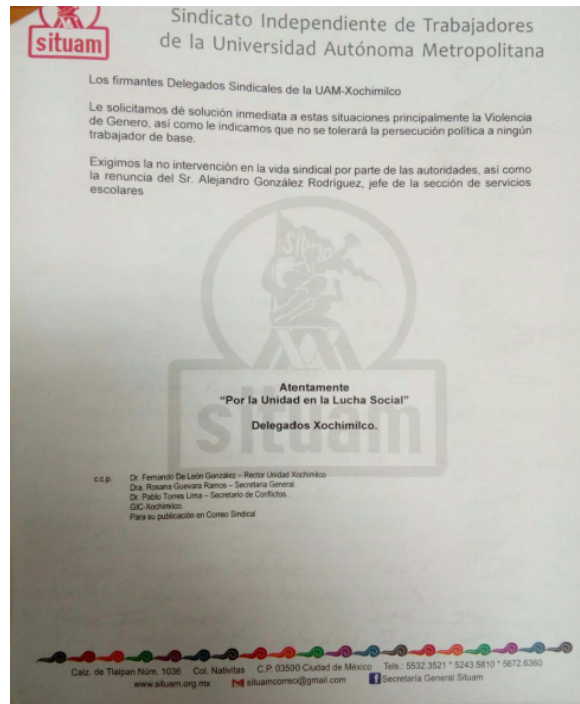 situam
Sindicato Independiente de Trabajadores
de la Universidad Autónoma Metropolitana
Los firmantes Delegados Sindicales de la UAM-Xochimilco
Le solicitamos dé solución inmediata a estas situaciones principalmente la Violencia
de Genero, así como le indicamos que no se tolerará la persecución política a ningún
trabajador de base.
Exigimos la no intervención en la vida sindical por parte de las autoridades, así como
la renuncia del Sr. Alejandro González Rodríguez, jefe de la sección de servicios
escolares
Situam
situam
Atentamente
"Por la Unidad en la Lucha Social"
Delegados Xochimilco.
c.c.p. Dr. Fernando De León González – Rector Unidad Xochimilco
Dra. Rosana Guevara Ramos – Secretaria General.
Dr. Pablo Torres Lima – Secretario de Conflictos.
GIC-Xochimilco.
Para su publicación en Correo Sindical
Calz. de Tlalpan Núm. 1036 Col. Nativitas C.P. 03500 Ciudad de México Tels.: 5532.3521 * 5243.5810 * 5672.6360
www.situam.org.mx situamcorreo@gmail.com Secretaría General Situam